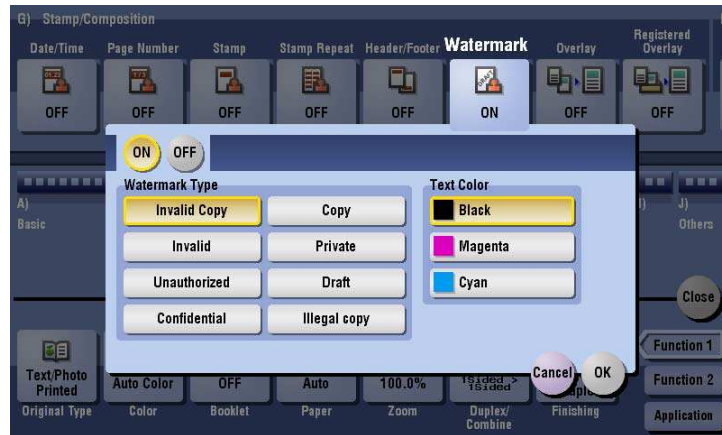 G) Stamp/Composition
Date/Time
Page Number
Stamp
Stamp Repeat
Header/Footer
Watermark
Overlay
Registered
Overlay
OFF
OFF
OFF
OFF
OFF
ON
OFF
OFF
ON
OFF
Watermark Type
Text Color
Invalid Copy
Copy
Black
Invalid
Private
Magenta
Unauthorized
Draft
Cyan
Confidential
Illegal copy
A)
Basic
J)
Others
Close
Cancel
OK
Function 1
Text/Photo
Printed
Auto Color
OFF
Auto
100.0%
1sided >
1sided
Function 2
Original Type
Color
Booklet
Paper
Zoom
Duplex/
Combine
Finishing
Application